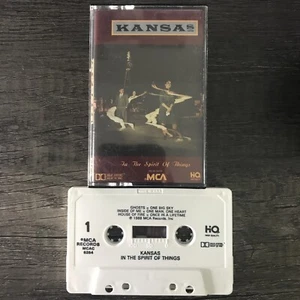 KANSAS
In The Spirit Of Things
MCA
HQ
GHOSTS • ONE BIG SKY
INSIDE OF ME • ONE MAN, ONE HEART
HOUSE OF FIRE • ONCE IN A LIFETIME
© 1988 MCA Records, Inc.
1
HQ
MCA
RECORDS
MCAC
6254
KANSAS
IN THE SPIRIT OF THINGS